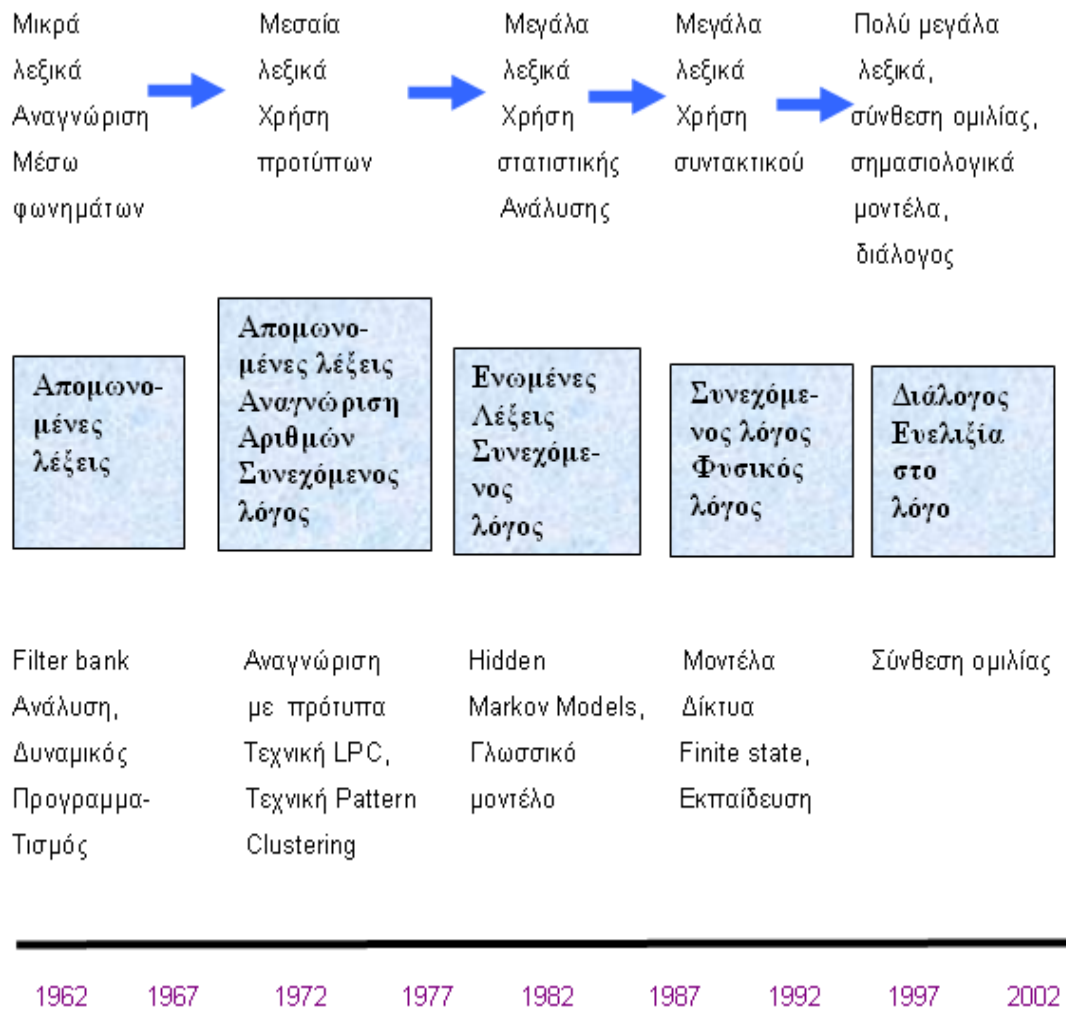 Μικρά
λεξικά
Αναγνώριση
Μέσω
φωνημάτων
Μεσαία
λεξικά
Χρήση
προτύπων
Μεγάλα
λεξικά
Χρήση
στατιστικής
Ανάλυσης
Μεγάλα
λεξικά
Χρήση
συντακτικού
Πολύ μεγάλα
λεξικά,
σύνθεση ομιλίας,
σημασιολογικά
μοντέλα,
διάλογος
Απομωνο-
μένες
λέξεις
Απομωνο-
μένες λέξεις
Αναγνώριση
Αριθμών
Συνεχόμενος
λόγος
Ενωμένες
Λέξεις
Συνεχόμε-
νος
λόγος
Συνεχόμε-
νος λόγος
Φυσικός
λόγος
Διάλογος
Ευελιξία
στο
λόγο
Filter bank
Ανάλυση,
Δυναμικός
Προγραμμα-
Τισμός
Αναγνώριση
με πρότυπα
Τεχνική LPC,
Τεχνική Pattern
Clustering
Hidden
Markov Models,
Γλωσσικό
μοντέλο
Μοντέλα
Δίκτυα
Finite state,
Εκπαίδευση
Σύνθεση ομιλίας
1962 1967 1972 1977 1982 1987 1992 1997 2002